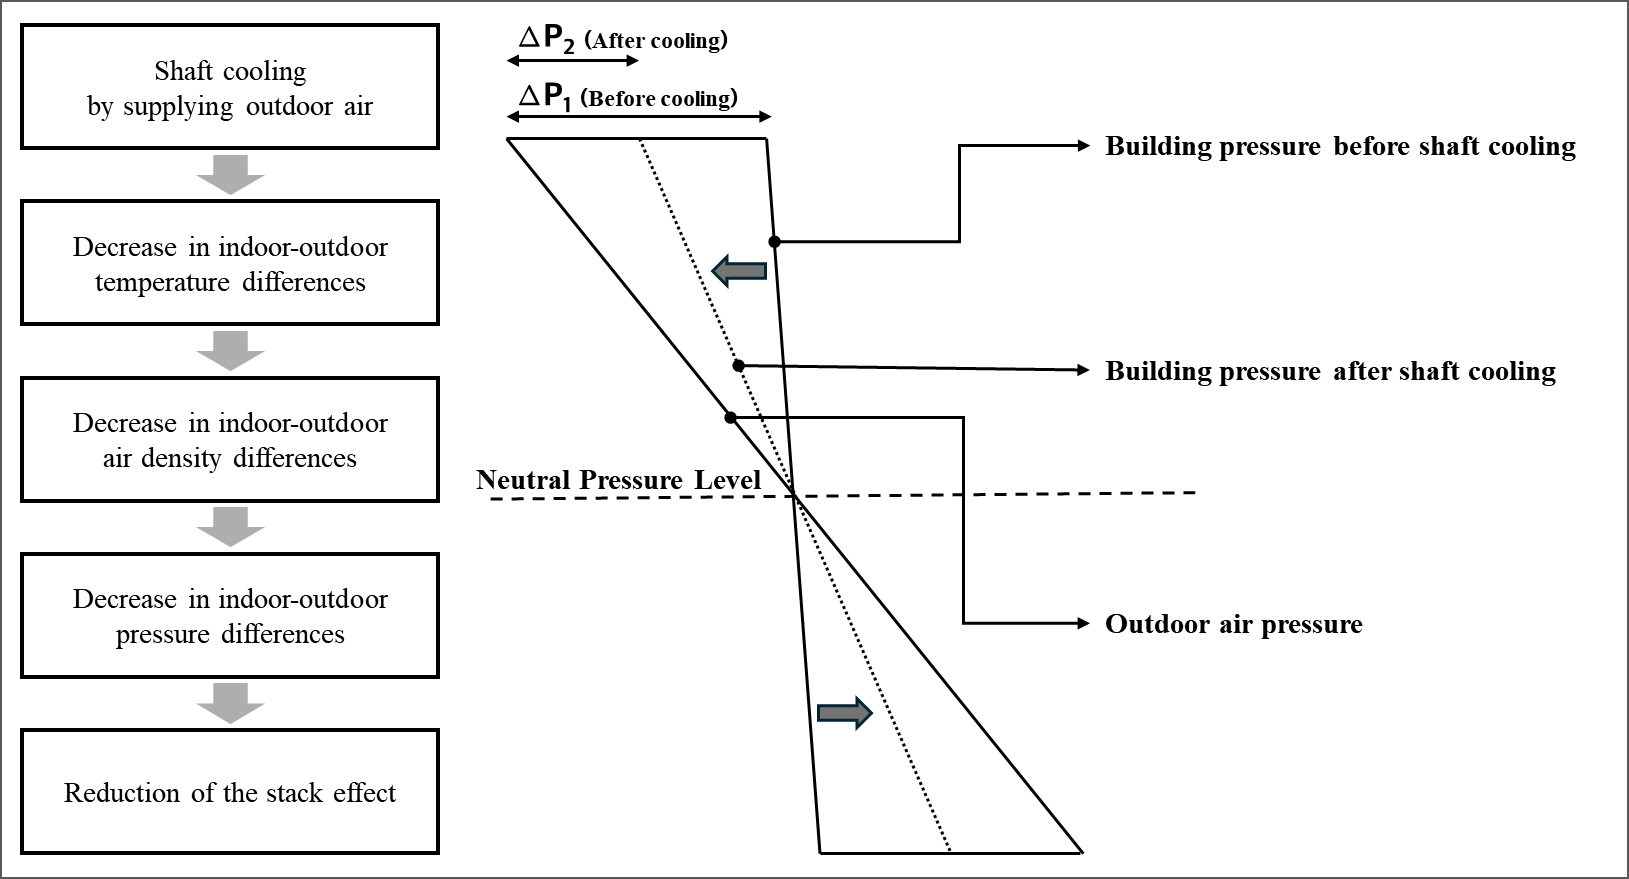 Shaft cooling
by supplying outdoor air
Decrease in indoor-outdoor
temperature differences
Decrease in indoor-outdoor
air density differences
Decrease in indoor-outdoor
pressure differences
Reduction of the stack effect
△P₂ (After cooling)
△P₁ (Before cooling)
Building pressure before shaft cooling
Building pressure after shaft cooling
Neutral Pressure Level
Outdoor air pressure